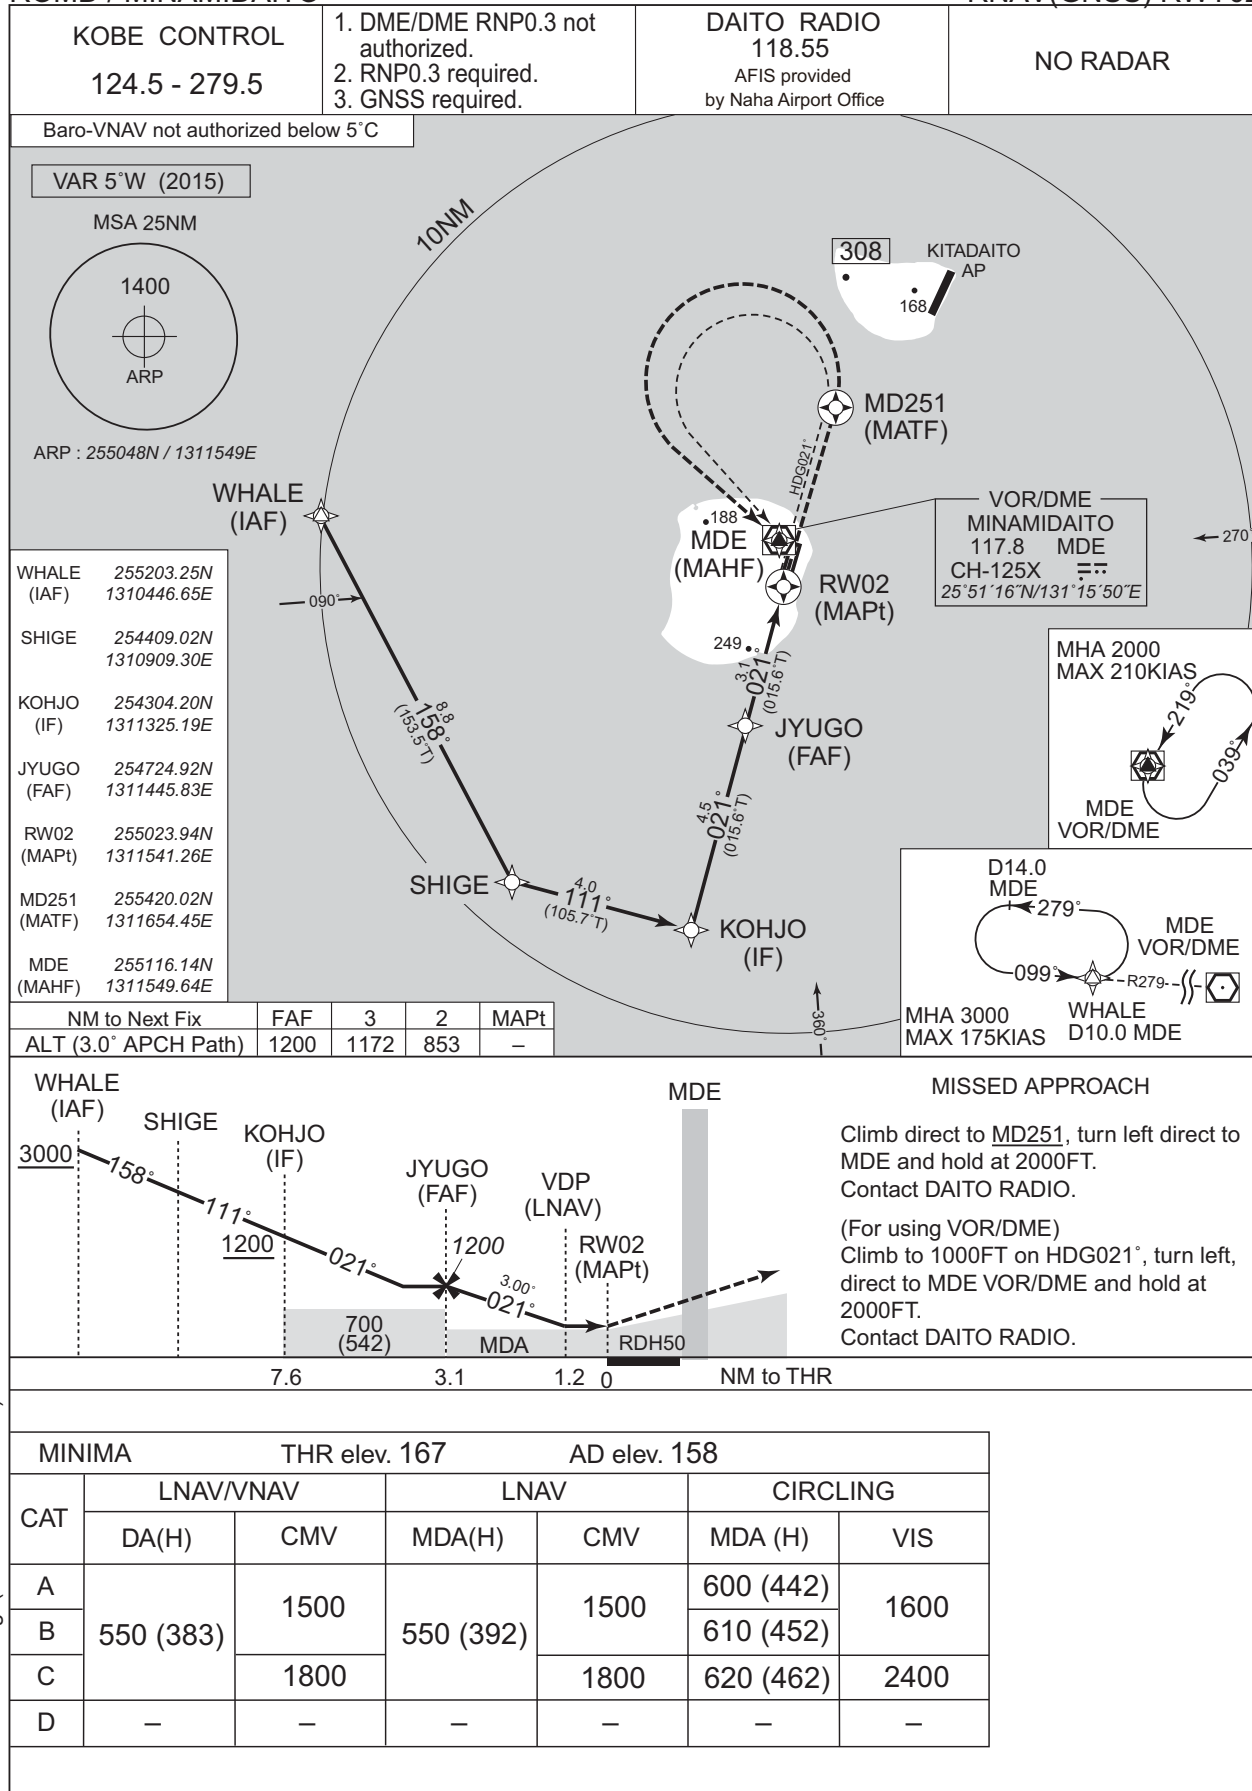 KOBE CONTROL
124.5 - 279.5
1. DME/DME RNP0.3 not
authorized.
2. RNP0.3 required.
3. GNSS required.
DAITO RADIO
118.55
AFIS provided
by Naha Airport Office
NO RADAR
Baro-VNAV not authorized below 5˚C
VAR 5˚W (2015)
MSA 25NM
1400
ARP
ARP : 255048N / 1311549E
10NM
308
KITADAITO
AP
168
MD251
(MATF)
HDG021˚
WHALE
(IAF)
188
MDE
(MAHF)
RW02
(MAPt)
249
VOR/DME
MINAMIDAITO
117.8 MDE
CH-125X
25˚51´16˝N/131˚15´50˝E
270
090˚
8.8
158˚
(153.5˚T)
3.1
021˚
(015.6˚T)
JYUGO
(FAF)
4.5
021˚
(015.6˚T)
SHIGE
4.0
111˚
(105.7˚T)
KOHJO
(IF)
360˚
WHALE 255203.25N
(IAF) 1310446.65E
SHIGE 254409.02N
1310909.30E
KOHJO 254304.20N
(IF) 1311325.19E
JYUGO 254724.92N
(FAF) 1311445.83E
RW02 255023.94N
(MAPt) 1311541.26E
MD251 255420.02N
(MATF) 1311654.45E
MDE 255116.14N
(MAHF) 1311549.64E
MHA 2000
MAX 210KIAS
219˚
039˚
MDE
VOR/DME
D14.0
MDE
279˚
MDE
VOR/DME
099˚
R279
WHALE
D10.0 MDE
MHA 3000
MAX 175KIAS
NM to Next Fix FAF 3 2 MAPt
ALT (3.0˚ APCH Path) 1200 1172 853 –
WHALE
(IAF)
SHIGE
KOHJO
(IF)
JYUGO
(FAF)
VDP
(LNAV)
RW02
(MAPt)
MDE
3000
158˚
111˚
1200
021˚
1200
3.00˚
021˚
700
(542)
MDA
RDH50
7.6 3.1 1.2 0 NM to THR
MISSED APPROACH
Climb direct to MD251, turn left direct to
MDE and hold at 2000FT.
Contact DAITO RADIO.
(For using VOR/DME)
Climb to 1000FT on HDG021˚, turn left,
direct to MDE VOR/DME and hold at
2000FT.
Contact DAITO RADIO.
MINIMA THR elev. 167 AD elev. 158
CAT LNAV/VNAV LNAV CIRCLING
DA(H) CMV MDA(H) CMV MDA (H) VIS
A 550 (383) 1500 550 (392) 1500 600 (442) 1600
B 610 (452)
C 1800 1800 620 (462) 2400
D – – – – – –